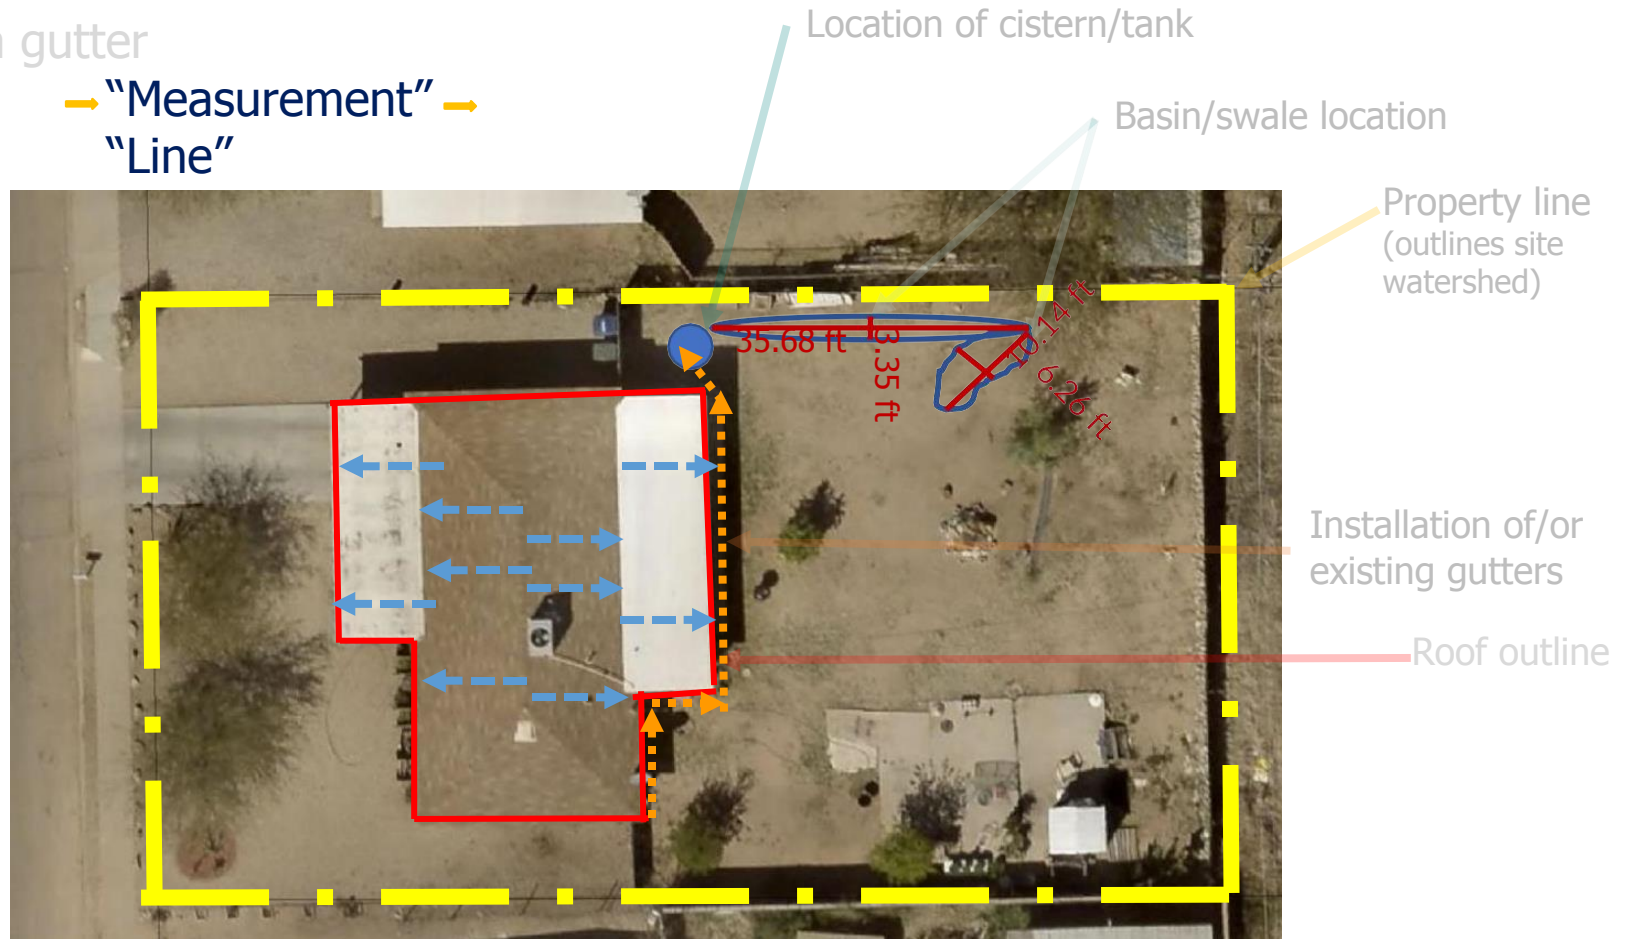 gutter
Location of cistern/tank
“Measurement”
“Line”
Basin/swale location
Property line
(outlines site
watershed)
35.68 ft
3.35 ft
10.14 ft
6.26 ft
Installation of/or
existing gutters
Roof outline